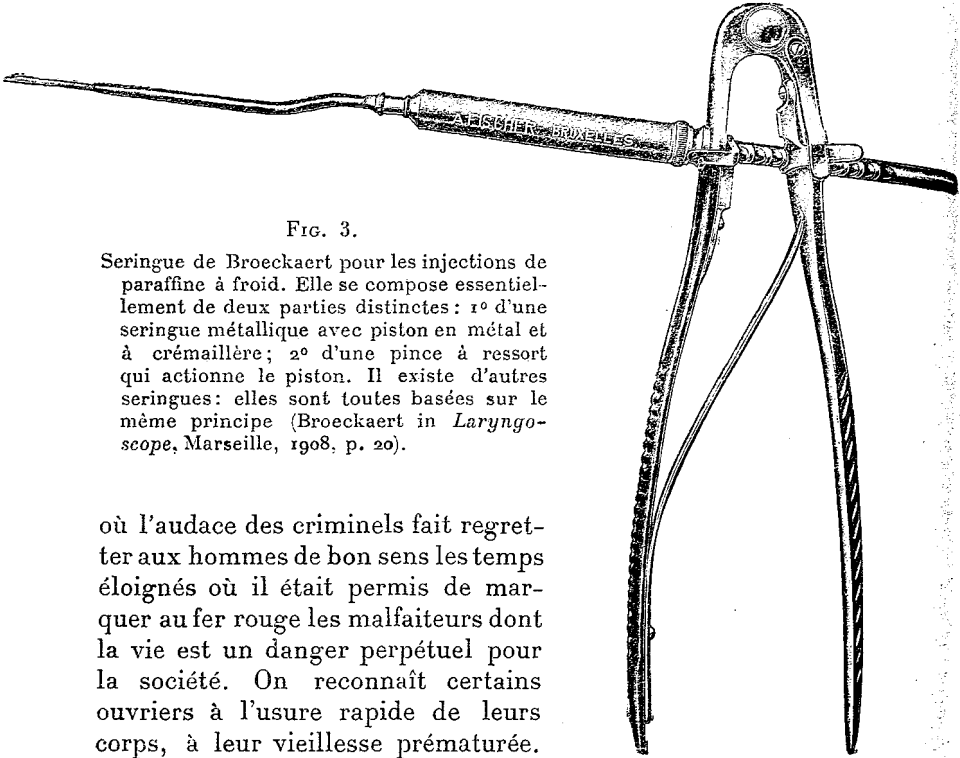 A. FISCHER BRUXELLES
FIG. 3.
Seringue de Broeckaert pour les injections de
paraffine à froid. Elle se compose essentiel-
lement de deux parties distinctes : 1º d'une
seringue métallique avec piston en métal et
à crémaillère ; 2º d'une pince à ressort
qui actionne le piston. Il existe d'autres
seringues : elles sont toutes basées sur le
même principe (Broeckaert in Laryngo-
scope, Marseille, 1908, p. 20).
où l'audace des criminels fait regret-
ter aux hommes de bon sens les temps
éloignés où il était permis de mar-
quer au fer rouge les malfaiteurs dont
la vie est un danger perpétuel pour
la société. On reconnaît certains
ouvriers à l'usure rapide de leurs
corps, à leur vieillesse prématurée.